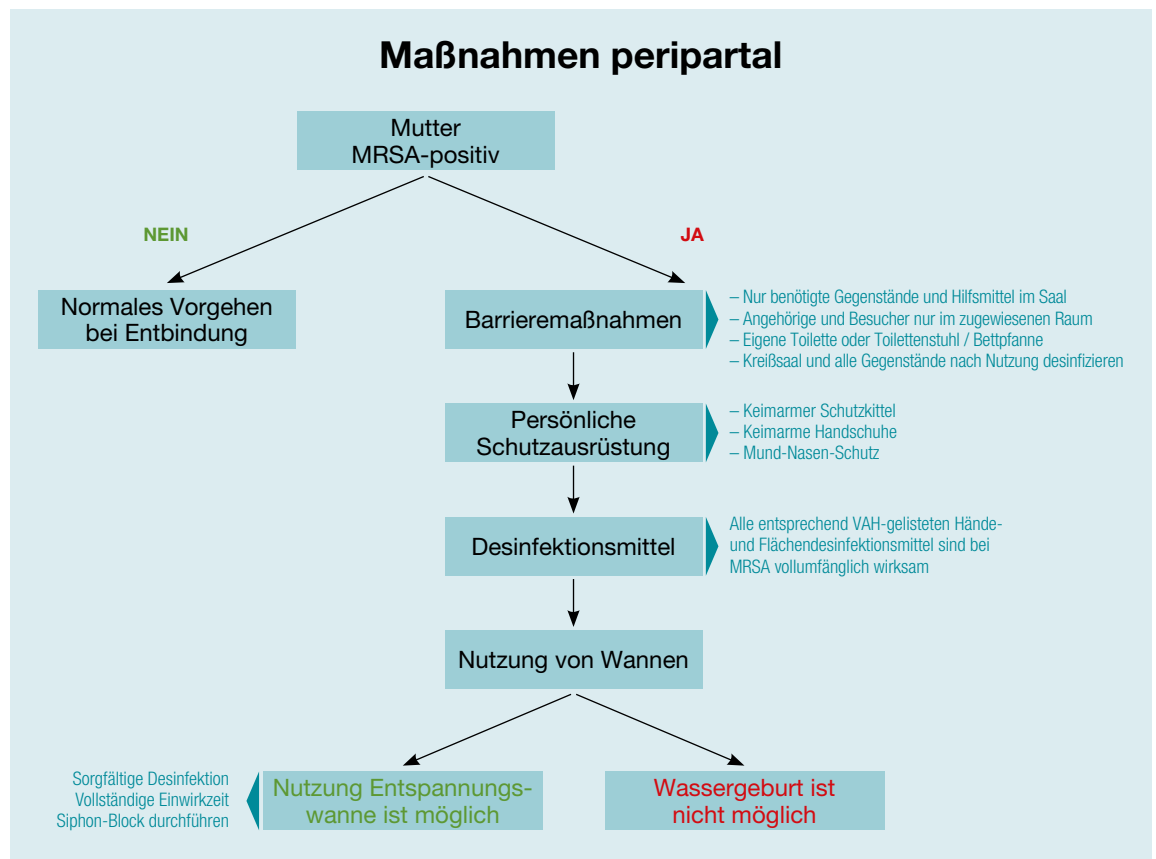 Maßnahmen peripartal
Mutter
MRSA-positiv
NEIN
JA
Normales Vorgehen
bei Entbindung
Barrieremaßnahmen
– Nur benötigte Gegenstände und Hilfsmittel im Saal
– Angehörige und Besucher nur im zugewiesenen Raum
– Eigene Toilette oder Toilettenstuhl / Bettpfanne
– Kreißsaal und alle Gegenstände nach Nutzung desinfizieren
Persönliche
Schutzausrüstung
– Keimarmer Schutzkittel
– Keimarme Handschuhe
– Mund-Nasen-Schutz
Desinfektionsmittel
Alle entsprechend VAH-gelisteten Hände-
und Flächendesinfektionsmittel sind bei
MRSA vollumfänglich wirksam
Nutzung von Wannen
Sorgfältige Desinfektion
Vollständige Einwirkzeit
Siphon-Block durchführen
Nutzung Entspannungs-
wanne ist möglich
Wassergeburt ist
nicht möglich